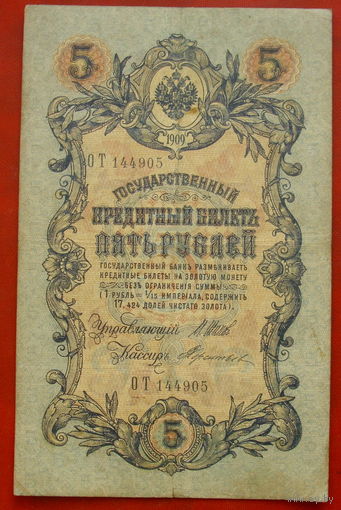 5 5
1909
ОТ 144905
ГОСУДАРСТВЕННЫЙ
КРЕДИТНЫЙ БИЛЕТЪ
ПЯТЬ РУБЛЕЙ
ГОСУДАРСТВЕННЫЙ БАНКЪ РАЗМѢНИВАЕТЪ
КРЕДИТНЫЕ БИЛЕТЫ НА ЗОЛОТУЮ МОНЕТУ
БЕЗЪ ОГРАНИЧЕНІЯ СУММЫ
(1 РУБЛЬ = 1/15 ИМПЕРІАЛА, СОДЕРЖИТЪ
17,424 ДОЛЕЙ ЧИСТАГО ЗОЛОТА).
Управляющій
Кассиръ
ОТ 144905
5